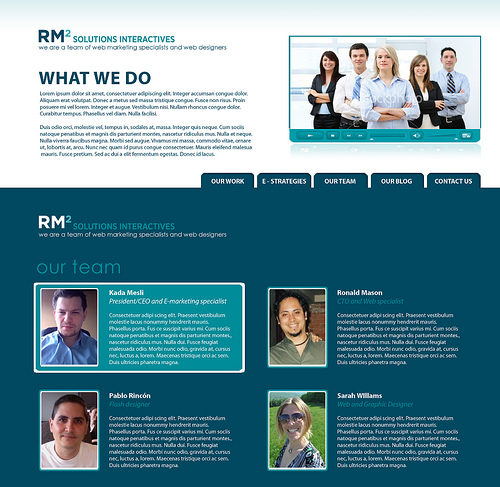 RM2 SOLUTIONS INTERACTIVES
we are a team of web marketing specialists and web designers
WHAT WE DO
Lorem ipsum dolor sit amet, consectetuer adipiscing elit. Integer accumsan congue dolor.
Aliquam erat volutpat. Donec a metus sed massa tristique congue. Fusce non risus. Proin
posuere mi vel lorem. Integer et augue. Vestibulum nisi. Nullam rhoncus congue dolor.
Curabitur tempus. Phasellus vel diam. Nulla facilisi.
Duis odio orci, molestie vel, tempus in, sodales at, massa. Integer quis neque. Cum sociis
natoque penatibus et magnis dis parturient montes, nascetur ridiculus mus. Nulla et neque.
Nulla viverra faucibus magna. Morbi sed augue. Vivamus mi massa, commodo vitae, ornare
ut, lobortis at, arcu. Nunc nec quam id purus congue consectetuer. Mauris eleifend malesua
mauris. Fusce pretium. Sed ac dui a elit fermentum egestas. Donec id lacus.
OUR WORK
E - STRATEGIES
OUR TEAM
OUR BLOG
CONTACT US
RM2 SOLUTIONS INTERACTIVES
we are a team of web marketing specialists and web designers
our team
Kada Mesli
President/CEO and E-marketing specialist
Consectetuer adipi scing elit. Praesent vestibulum
molestie lacus nonummy hendrerit mauris.
Phasellus porta. Fus ce suscipit varius mi. Cum sociis
natoque penatibus et magnis dis parturient montes,
nascetur ridiculus mus. Nulla dui. Fusce feugiat
malesuada odio. Morbi nunc odio, gravida at, cursus
nec, luctus a, lorem. Maecenas tristique orci ac sem.
Duis ultricies pharetra magna.
Ronald Mason
CTO and Web specialist
Consectetuer adipi scing elit. Praesent vestibulum
molestie lacus nonummy hendrerit mauris.
Phasellus porta. Fus ce suscipit varius mi. Cum sociis
natoque penatibus et magnis dis parturient montes,
nascetur ridiculus mus. Nulla dui. Fusce feugiat
malesuada odio. Morbi nunc odio, gravida at, cursus
nec, luctus a, lorem. Maecenas tristique orci ac sem.
Duis ultricies pharetra magna.
Pablo Rincón
Flash designer
Consectetuer adipi scing elit. Praesent vestibulum
molestie lacus nonummy hendrerit mauris.
Phasellus porta. Fus ce suscipit varius mi. Cum sociis
natoque penatibus et magnis dis parturient montes,
nascetur ridiculus mus. Nulla dui. Fusce feugiat
malesuada odio. Morbi nunc odio, gravida at, cursus
nec, luctus a, lorem. Maecenas tristique orci ac sem.
Duis ultricies pharetra magna.
Sarah Williams
Web and Graphic Designer
Consectetuer adipi scing elit. Praesent vestibulum
molestie lacus nonummy hendrerit mauris.
Phasellus porta. Fus ce suscipit varius mi. Cum sociis
natoque penatibus et magnis dis parturient montes,
nascetur ridiculus mus. Nulla dui. Fusce feugiat
malesuada odio. Morbi nunc odio, gravida at, cursus
nec, luctus a, lorem. Maecenas tristique orci ac sem.
Duis ultricies pharetra magna.